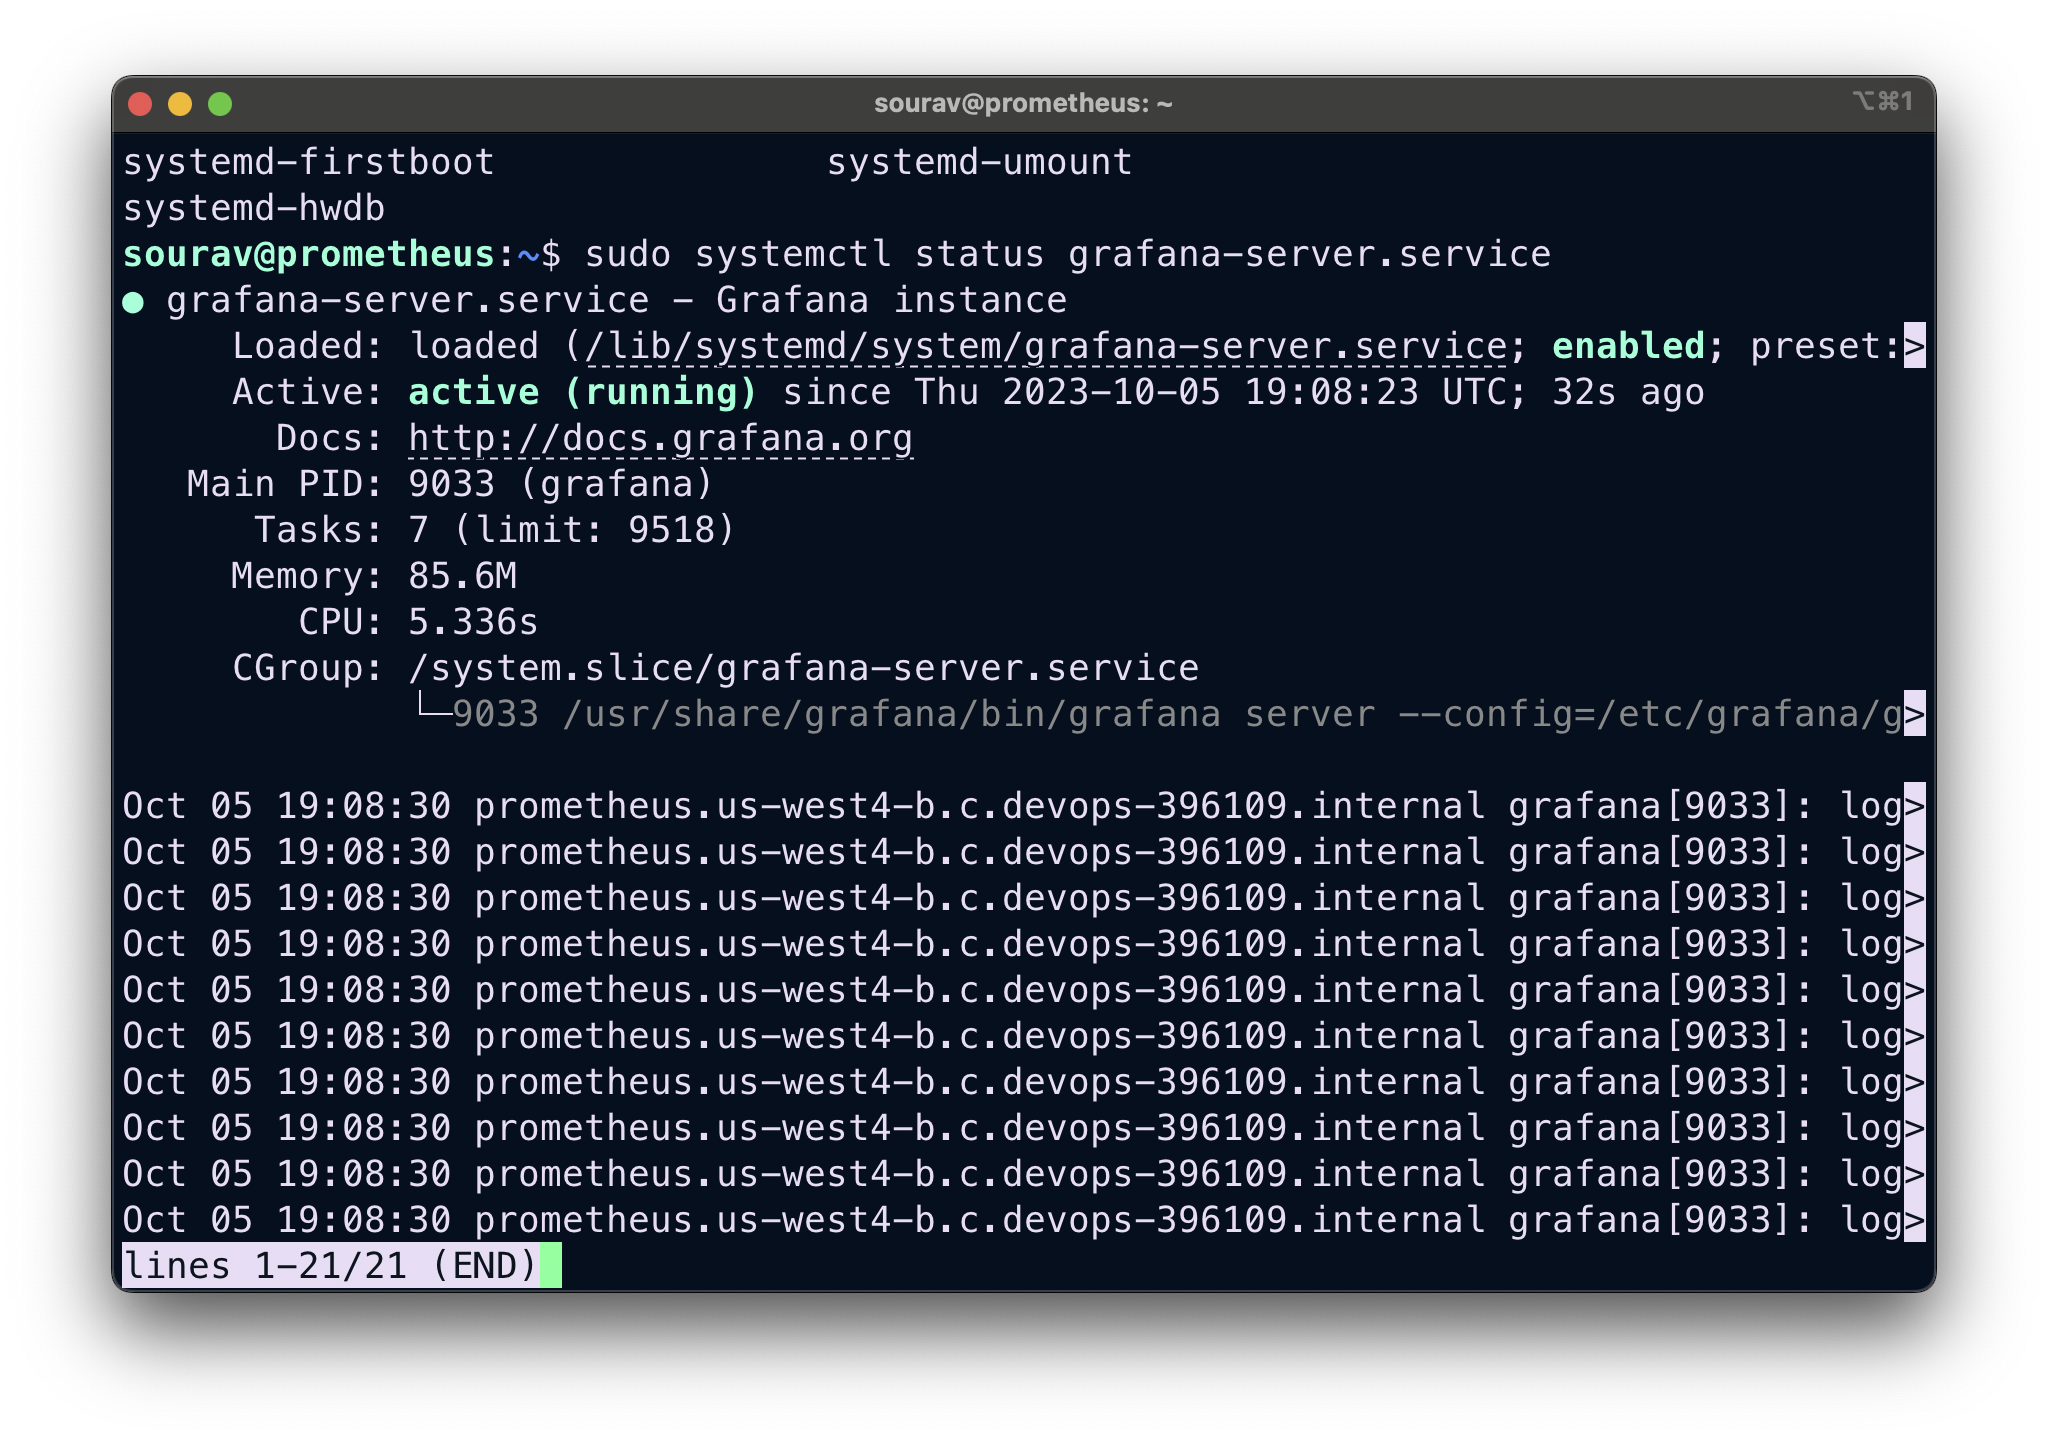 sourav@prometheus: ~ ⌥⌘1
systemd-firstboot systemd-umount
systemd-hwdb
sourav@prometheus:~$ sudo systemctl status grafana-server.service
● grafana-server.service - Grafana instance
Loaded: loaded (/lib/systemd/system/grafana-server.service; enabled; preset:>
Active: active (running) since Thu 2023-10-05 19:08:23 UTC; 32s ago
Docs: http://docs.grafana.org
Main PID: 9033 (grafana)
Tasks: 7 (limit: 9518)
Memory: 85.6M
CPU: 5.336s
CGroup: /system.slice/grafana-server.service
└─9033 /usr/share/grafana/bin/grafana server --config=/etc/grafana/g>
Oct 05 19:08:30 prometheus.us-west4-b.c.devops-396109.internal grafana[9033]: log>
Oct 05 19:08:30 prometheus.us-west4-b.c.devops-396109.internal grafana[9033]: log>
Oct 05 19:08:30 prometheus.us-west4-b.c.devops-396109.internal grafana[9033]: log>
Oct 05 19:08:30 prometheus.us-west4-b.c.devops-396109.internal grafana[9033]: log>
Oct 05 19:08:30 prometheus.us-west4-b.c.devops-396109.internal grafana[9033]: log>
Oct 05 19:08:30 prometheus.us-west4-b.c.devops-396109.internal grafana[9033]: log>
Oct 05 19:08:30 prometheus.us-west4-b.c.devops-396109.internal grafana[9033]: log>
Oct 05 19:08:30 prometheus.us-west4-b.c.devops-396109.internal grafana[9033]: log>
Oct 05 19:08:30 prometheus.us-west4-b.c.devops-396109.internal grafana[9033]: log>
Oct 05 19:08:30 prometheus.us-west4-b.c.devops-396109.internal grafana[9033]: log>
lines 1-21/21 (END)